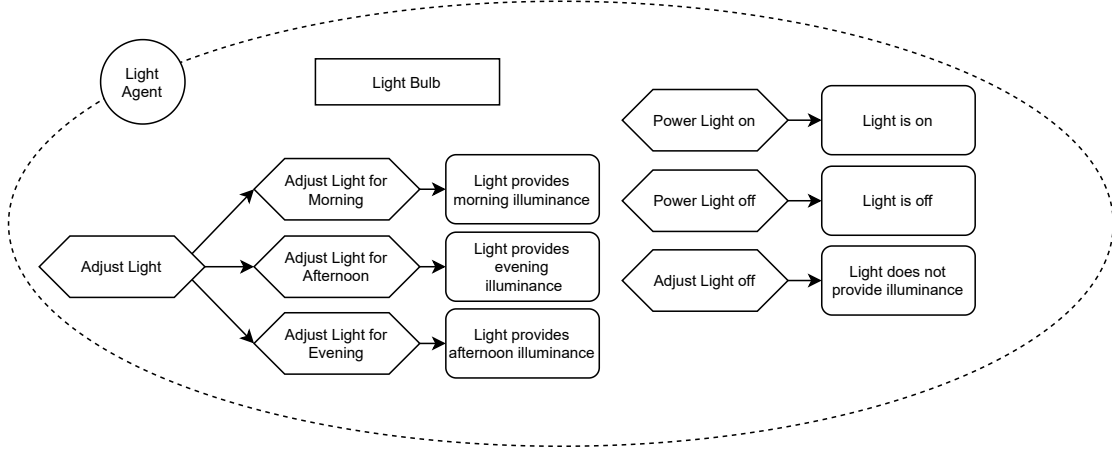 Light
Agent
Light Bulb
Power Light on
Light is on
Adjust Light for
Morning
Light provides
morning illuminance
Power Light off
Light is off
Adjust Light
Adjust Light for
Afternoon
Light provides
evening
illuminance
Adjust Light off
Light does not
provide illuminance
Adjust Light for
Evening
Light provides
afternoon illuminance